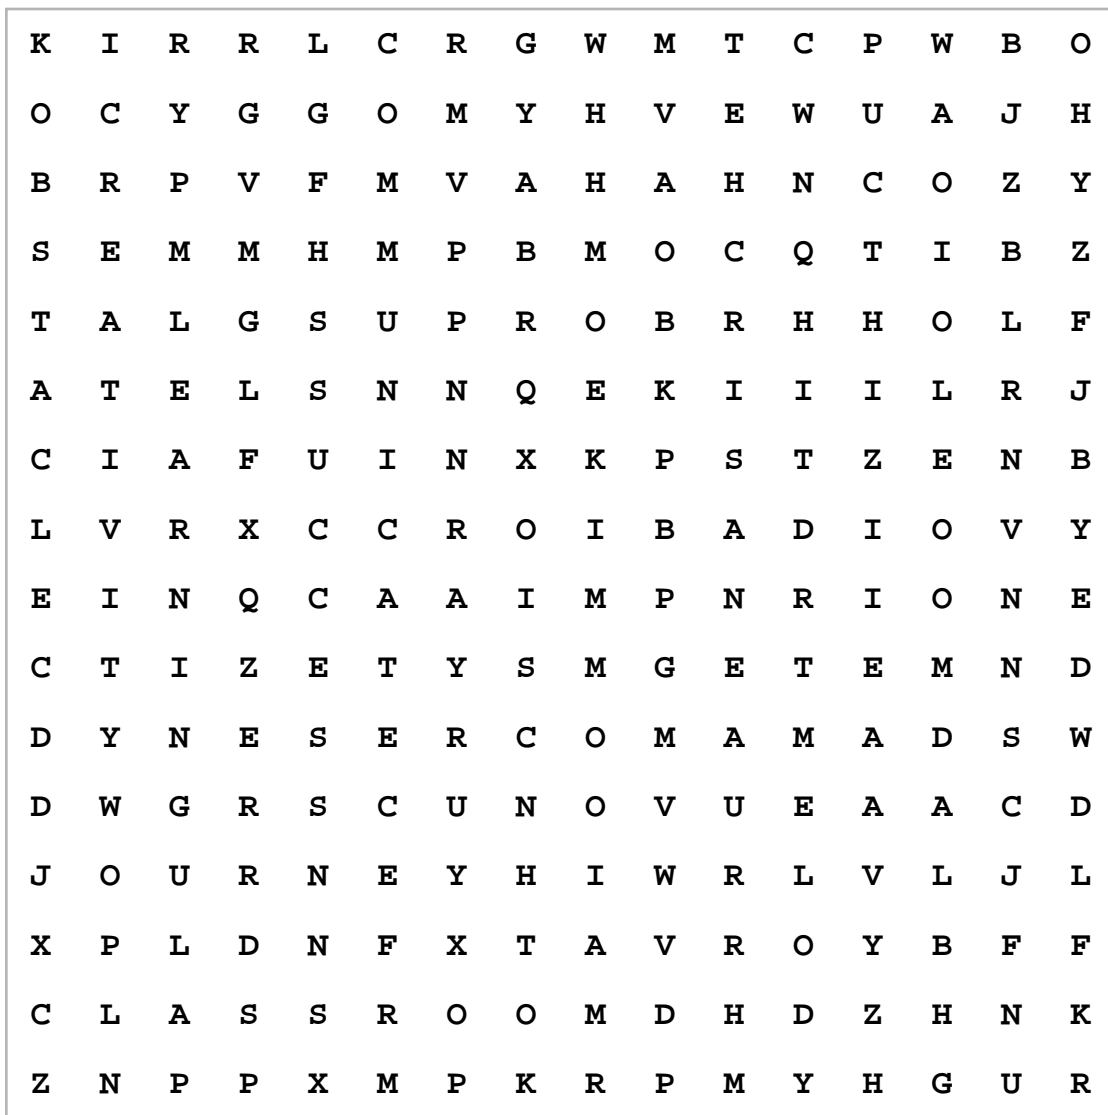 K I R R L C R G W M T C P W B O
O C Y G G O M Y H V E W U A J H
B R P V F M V A H A H N C O Z Y
S E M M H M P B M O C Q T I B Z
T A L G S U P R O B R H H O L F
A T E L S N N Q E K I I I L R J
C I A F U I N X K P S T Z E N B
L V R X C C R O I B A D I O V Y
E I N Q C A A I M P N R I O N E
C T I Z E T Y S M G E T E M N D
D Y N E S E R C O M A M A D S W
D W G R S C U N O V U E A A C D
J O U R N E Y H I W R L V L J L
X P L D N F X T A V R O Y B F F
C L A S S R O O M D H D Z H N K
Z N P P X M P K R P M Y H G U R